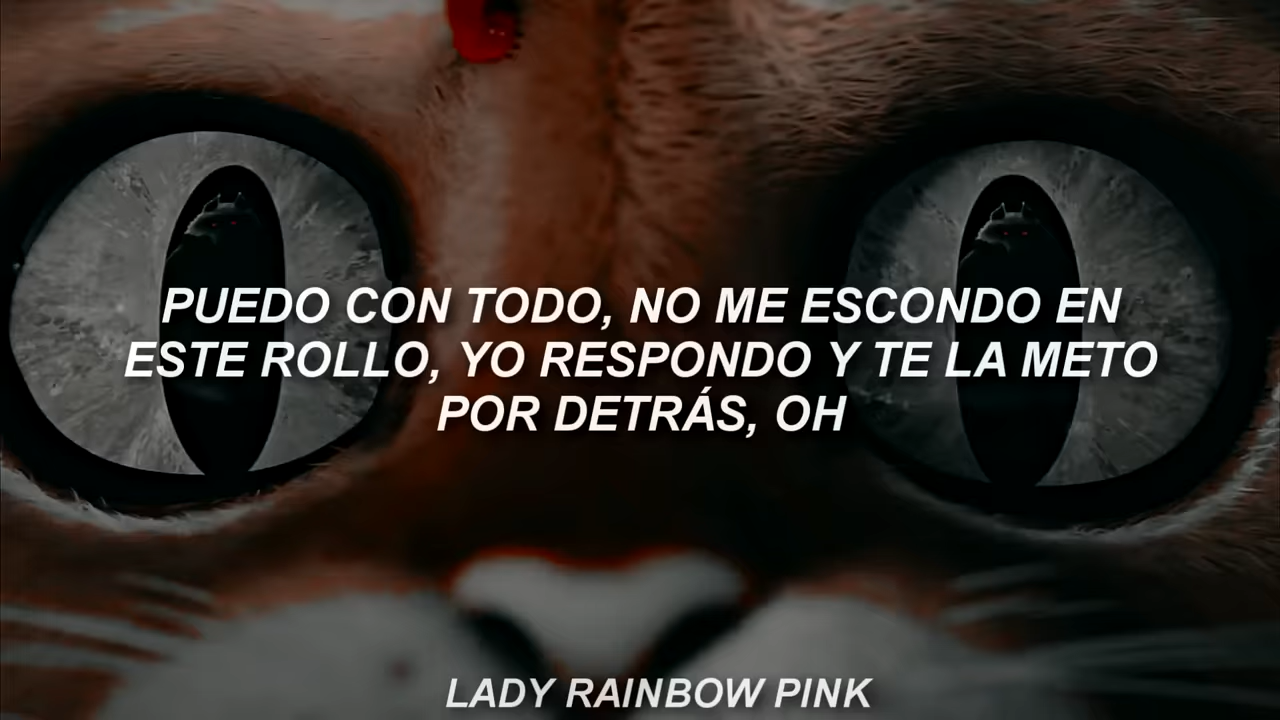 PUEDO CON TODO, NO ME ESCONDO EN
ESTE ROLLO, YO RESPONDO Y TE LA METO
POR DETRÁS, OH
LADY RAINBOW PINK